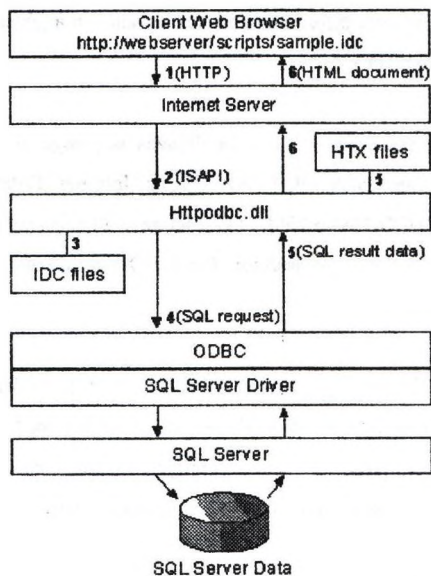 Client Web Browser
http://webserver/scripts/sample.idc
1(HTTP)
6(HTML document)
Internet Server
2(ISAPI)
6
HTX files
5
Httpodbc.dll
3
IDC files
5(SQL result data)
4(SQL request)
ODBC
SQL Server Driver
SQL Server
SQL Server Data